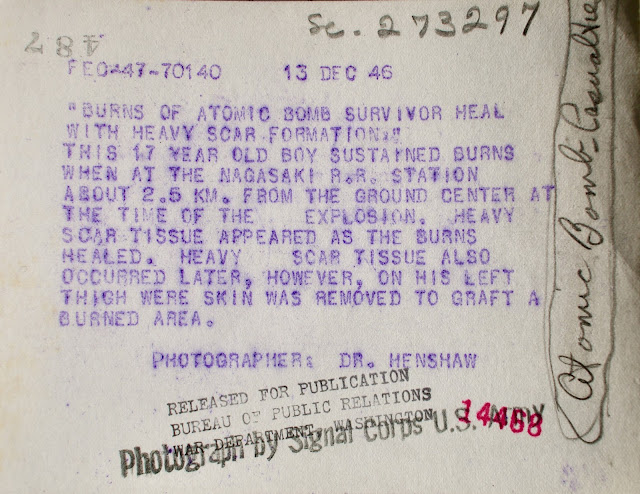 Sc. 273297
487
FEC-47-70140 13 DEC 46
"BURNS OF ATOMIC BOMB SURVIVOR HEAL
WITH HEAVY SCAR FORMATION."
THIS 17 YEAR OLD BOY SUSTAINED BURNS
WHEN AT THE NAGASAKI R.R. STATION
ABOUT 2.5 KM. FROM THE GROUND CENTER AT
THE TIME OF THE EXPLOSION. HEAVY
SCAR TISSUE APPEARED AS THE BURNS
HEALED. HEAVY SCAR TISSUE ALSO
OCCURRED LATER, HOWEVER, ON HIS LEFT
THIGH WERE SKIN WAS REMOVED TO GRAFT A
BURNED AREA.
PHOTOGRAPHER: DR. HENSHAW
RELEASED FOR PUBLICATION
BUREAU OF PUBLIC RELATIONS
WAR DEPARTMENT, WASHINGTON
Photograph by Signal Corps U.S. Army
14468
Atomic Bomb-Casualties